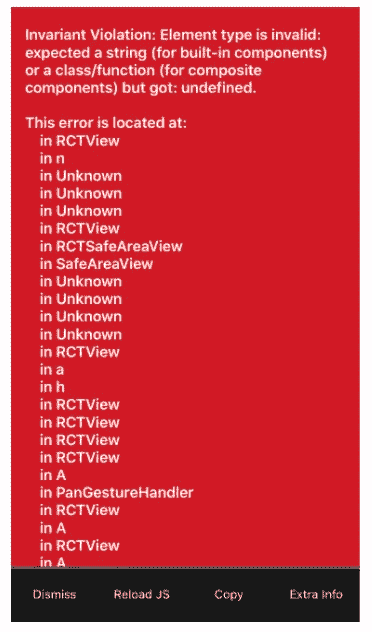 Invariant Violation: Element type is invalid:
expected a string (for built-in components)
or a class/function (for composite
components) but got: undefined.
This error is located at:
in RCTView
in n
in Unknown
in Unknown
in Unknown
in RCTView
in RCTSafeAreaView
in SafeAreaView
in Unknown
in Unknown
in Unknown
in Unknown
in RCTView
in a
in h
in RCTView
in RCTView
in RCTView
in RCTView
in A
in PanGestureHandler
in RCTView
in A
in RCTView
in A
Dismiss Reload JS Copy Extra Info